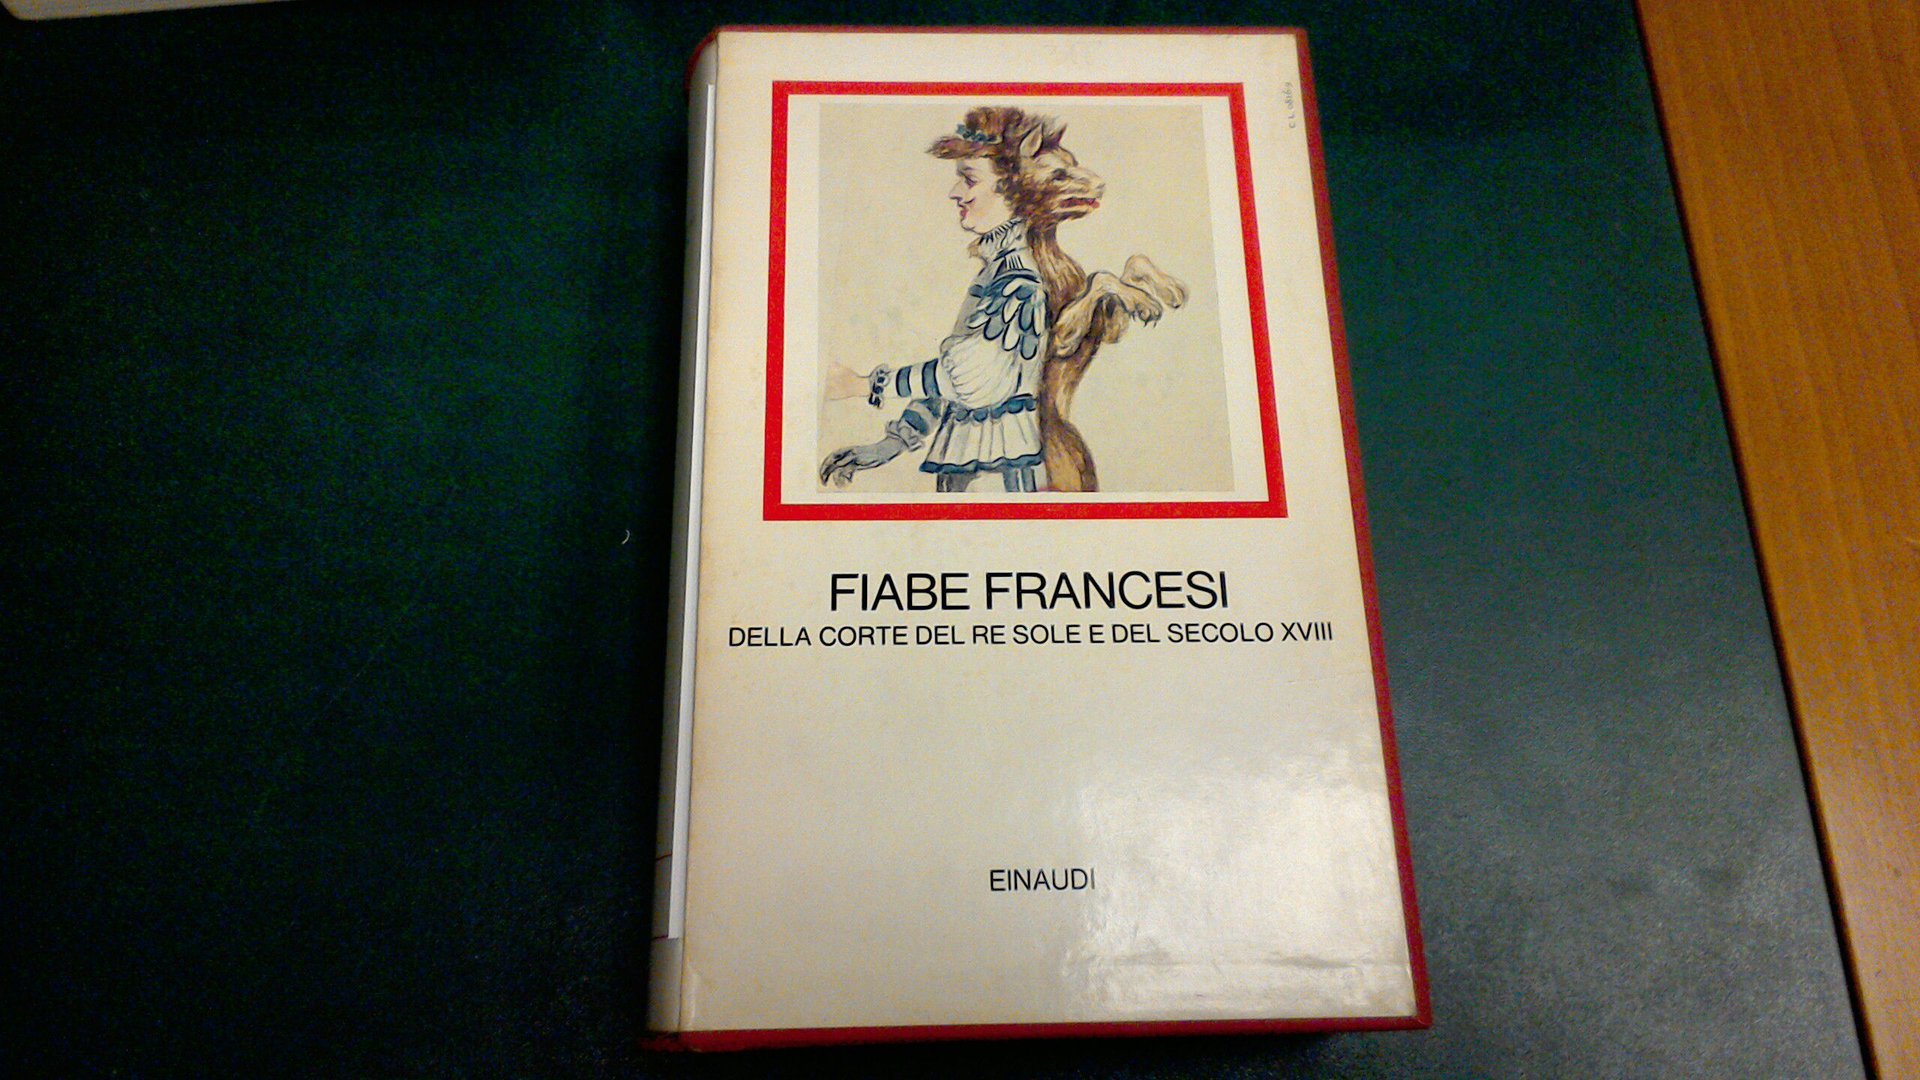 FIABE FRANCESI
DELLA CORTE DEL RE SOLE E DEL SECOLO XVIII
EINAUDI